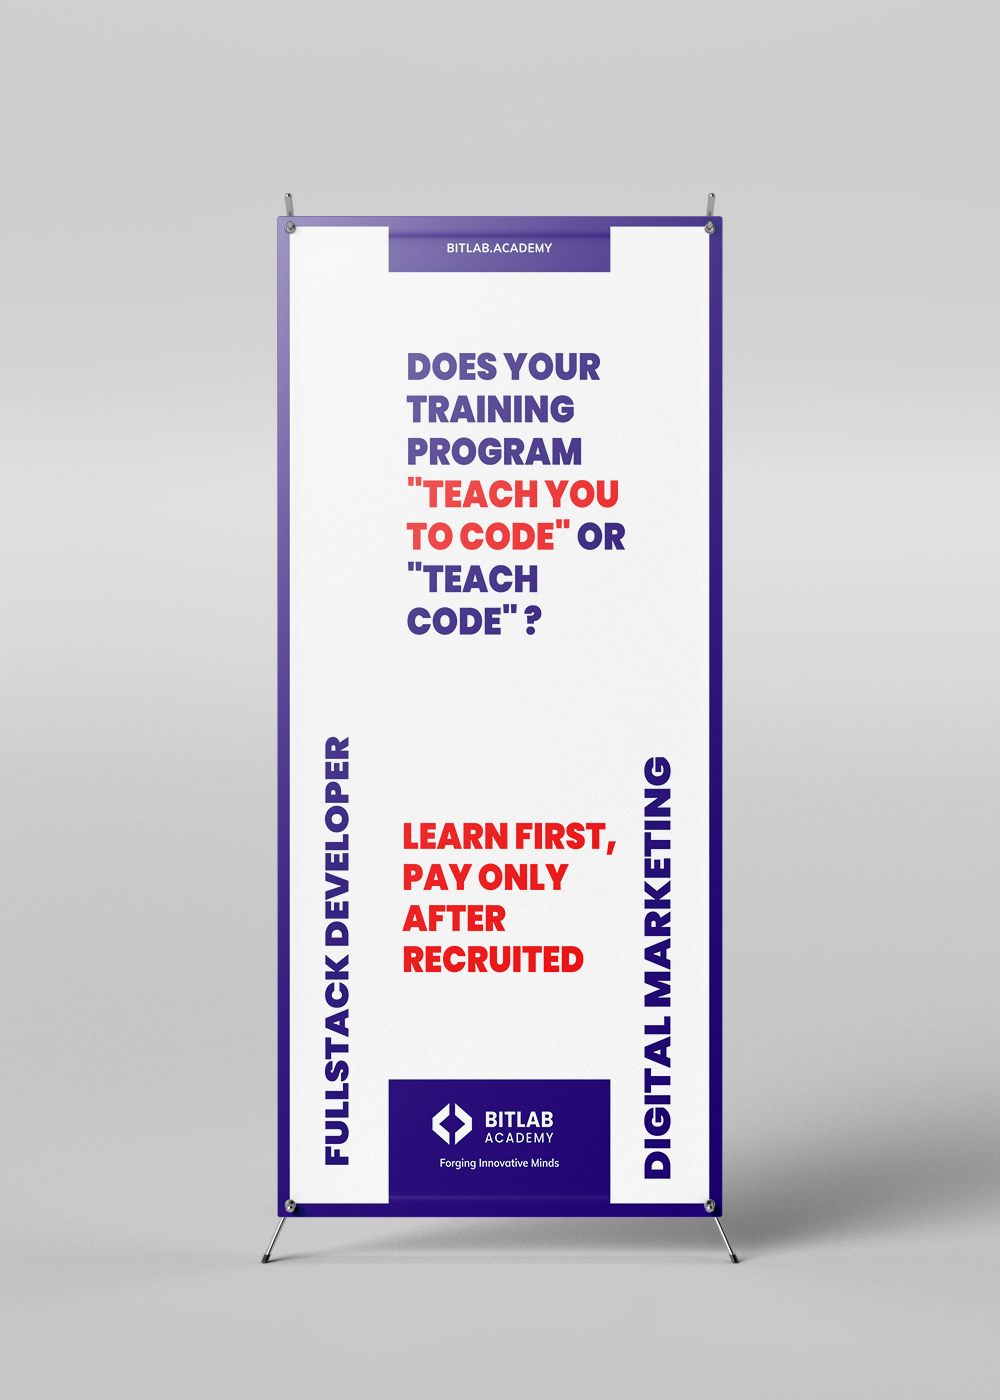 BITLAB.ACADEMY
DOES YOUR
TRAINING
PROGRAM
"TEACH YOU
TO CODE" OR
"TEACH
CODE" ?
FULLSTACK DEVELOPER
LEARN FIRST,
PAY ONLY
AFTER
RECRUITED
DIGITAL MARKETING
BITLAB
ACADEMY
Forging Innovative Minds